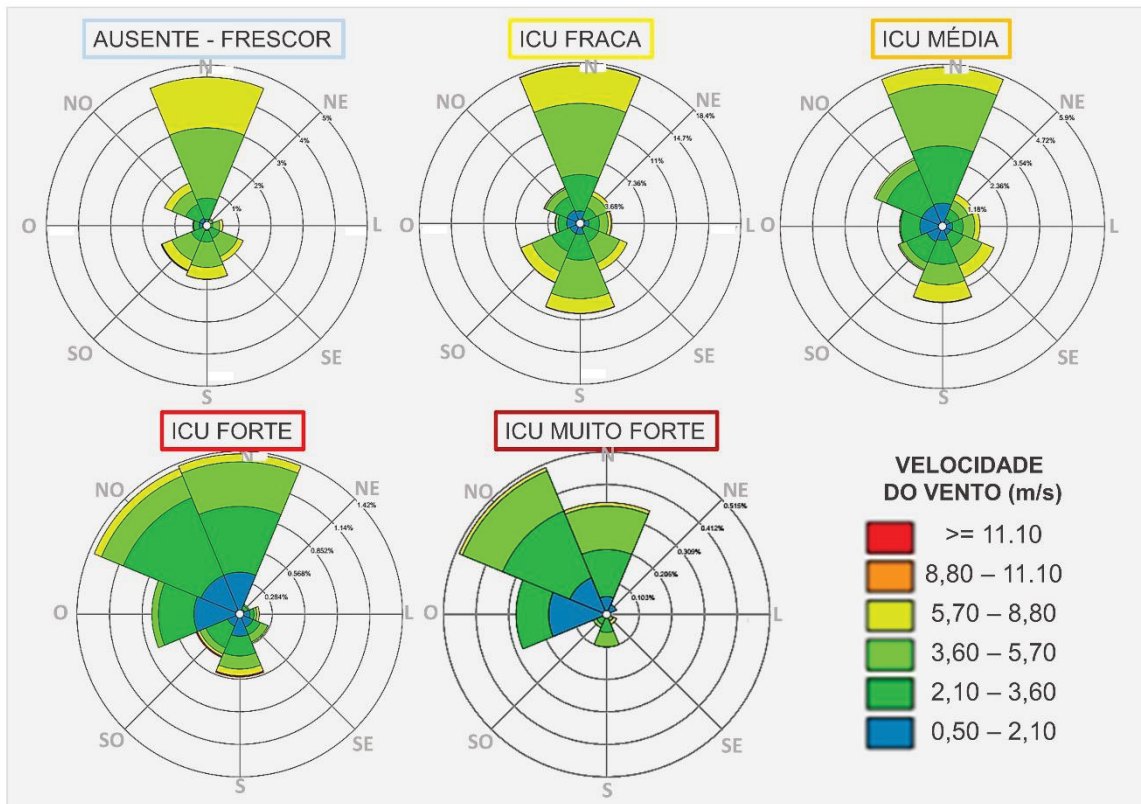 AUSENTE - FRESCOR
N
NO
NE
5%
4%
3%
2%
1%
O
L
SO
SE
S
ICU FRACA
N
NO
NE
18.4%
14.7%
11%
7.36%
3.68%
O
L
SO
SE
S
ICU MÉDIA
N
NO
NE
5.9%
4.72%
3.54%
2.36%
1.18%
O
L
SO
SE
S
ICU FORTE
N
NO
NE
1.42%
1.14%
0.852%
0.568%
0.284%
O
L
SO
SE
S
ICU MUITO FORTE
N
NO
NE
0.515%
0.412%
0.309%
0.206%
0.103%
O
L
SO
SE
S
VELOCIDADE
DO VENTO (m/s)
>= 11.10
8,80 – 11.10
5,70 – 8,80
3,60 – 5,70
2,10 – 3,60
0,50 – 2,10